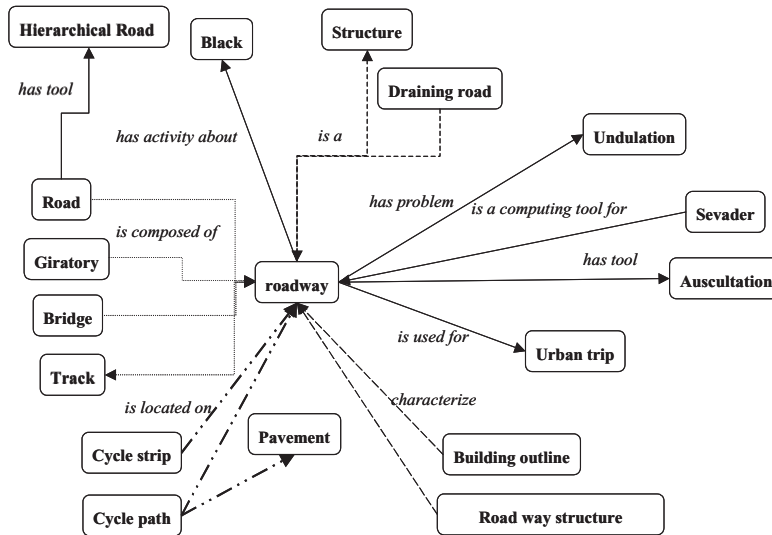 Hierarchical Road
Black
Structure
Draining road
has tool
has activity about
is a
Undulation
Road
has problem
is a computing tool for
Sevader
is composed of
Giratory
has tool
roadway
Auscultation
Bridge
is used for
Urban trip
Track
is located on
characterize
Pavement
Cycle strip
Building outline
Cycle path
Road way structure